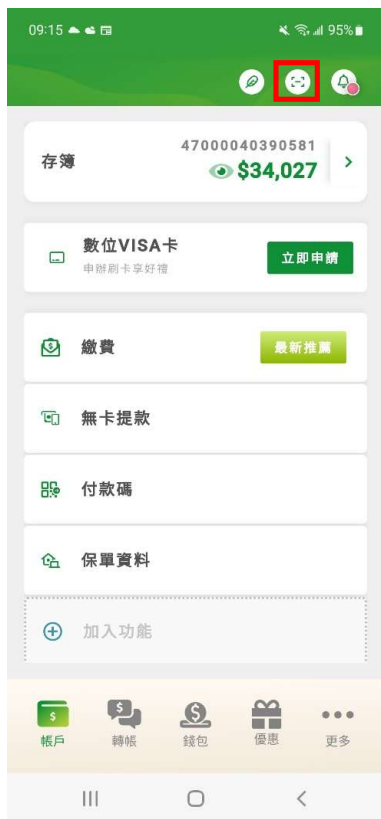 09:15 95%
47000040390581
存簿 $34,027
數位VISA卡
申辦刷卡享好禮
立即申請
繳費 最新推薦
無卡提款
付款碼
保單資料
加入功能
帳戶 轉帳 錢包 優惠 更多